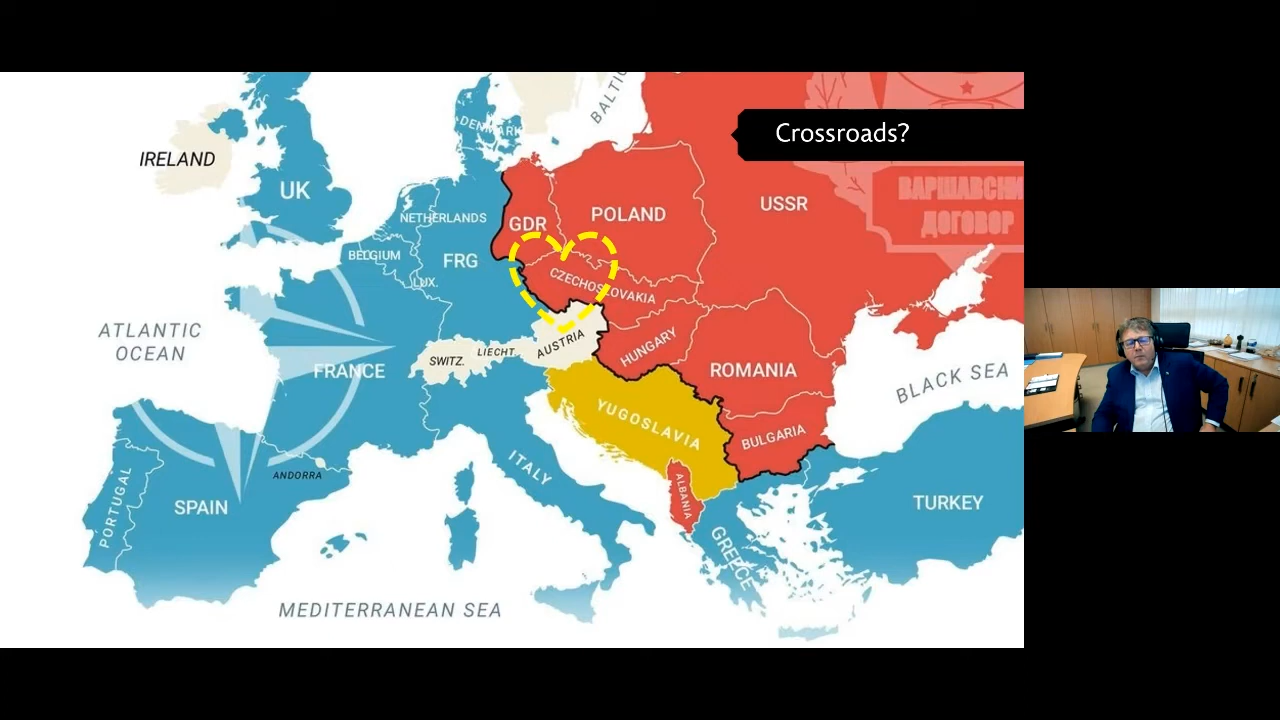 Crossroads?
BALTIC
DENMARK
IRELAND
UK
ВАРШАВСКИ
ДОГОВОР
USSR
POLAND
GDR
NETHERLANDS
BELGIUM
FRG
LUX.
CZECHOSLOVAKIA
ATLANTIC
OCEAN
SWITZ.
LIECHT.
AUSTRIA
HUNGARY
FRANCE
ROMANIA
BLACK SEA
YUGOSLAVIA
BULGARIA
ANDORRA
ITALY
ALBANIA
PORTUGAL
SPAIN
TURKEY
GREECE
MEDITERRANEAN SEA